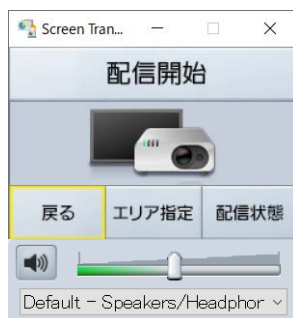 Screen Tran...
配信開始
戻る エリア指定 配信状態
Default - Speakers/Headphor